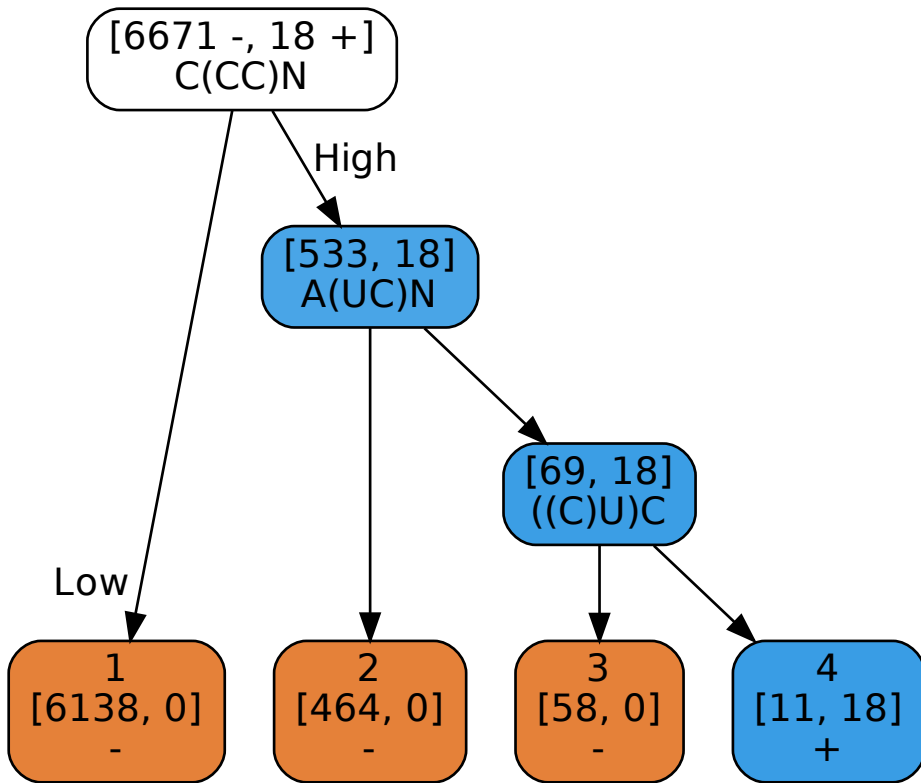 [6671 -, 18 +]
C(CC)N
High
[533, 18]
A(UC)N
[69, 18]
((C)U)C
Low
1
[6138, 0]
-
2
[464, 0]
-
3
[58, 0]
-
4
[11, 18]
+